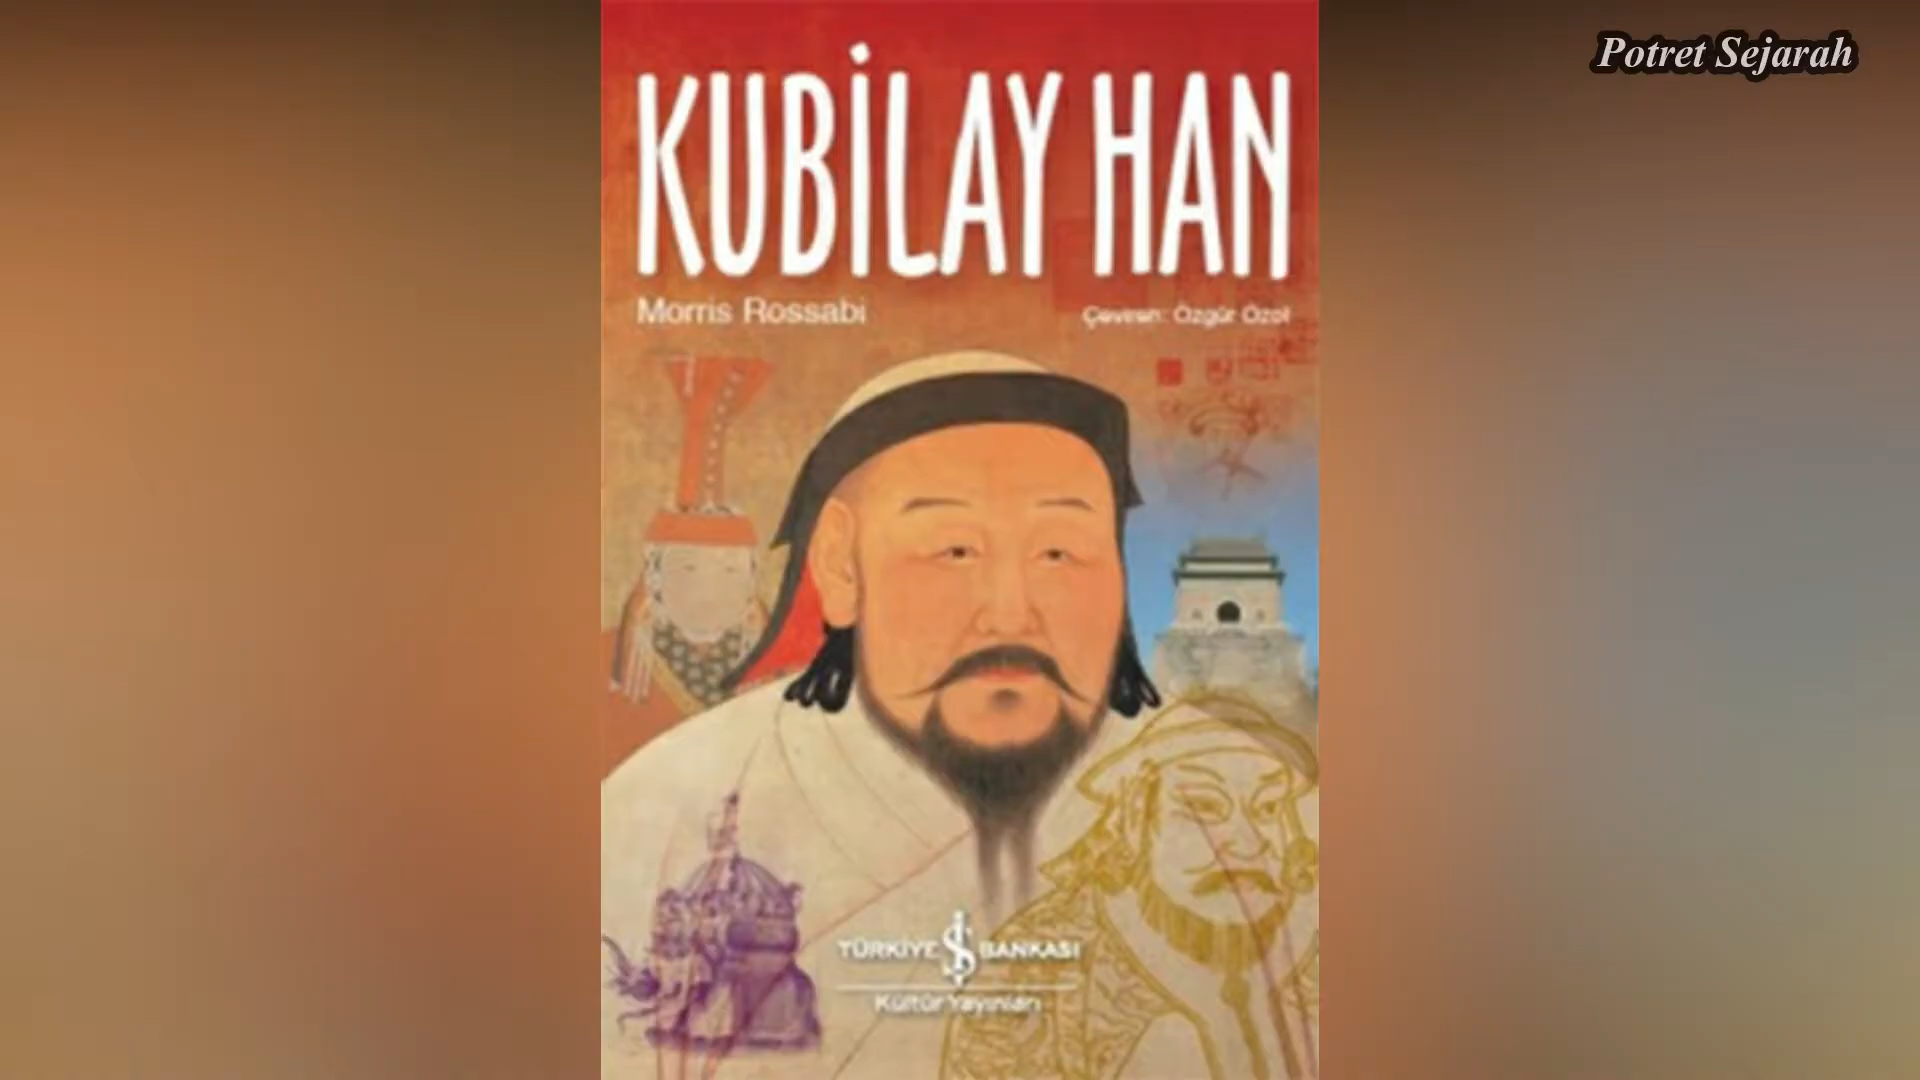 Potret Sejarah
KUBİLAY HAN
Morris Rossabi
Çeviren: Özgür Özol
TÜRKİYE İŞ BANKASI
Kültür Yayınları